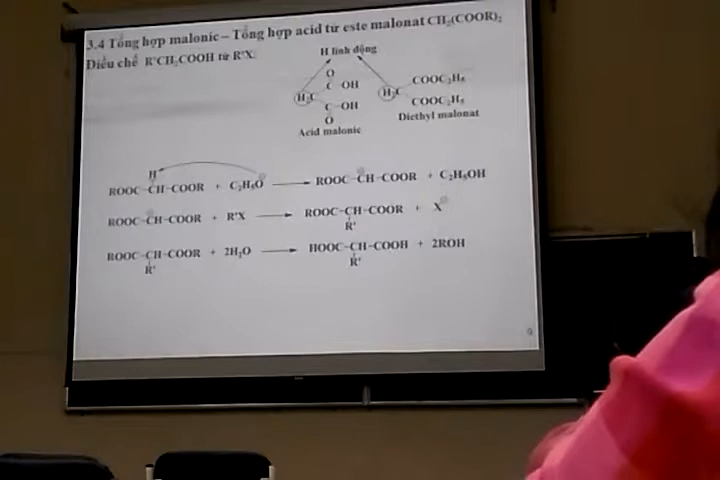 3.4 Tổng hợp malonic – Tổng hợp acid từ este malonat CH₂(COOR)₂
Điều chế R'CH₂COOH từ R'X.
H linh động
O
C -OH
H₂C
C -OH
O
Acid malonic
COOC₂H₅
H₂C
COOC₂H₅
Diethyl malonat
H
ROOC-CH-COOR + C₂H₅O ⟶ ROOC-CH-COOR + C₂H₅OH
ROOC-CH-COOR + R'X ⟶ ROOC-CH-COOR + X
R'
ROOC-CH-COOR + 2H₂O ⟶ HOOC-CH-COOH + 2ROH
R' R'
9